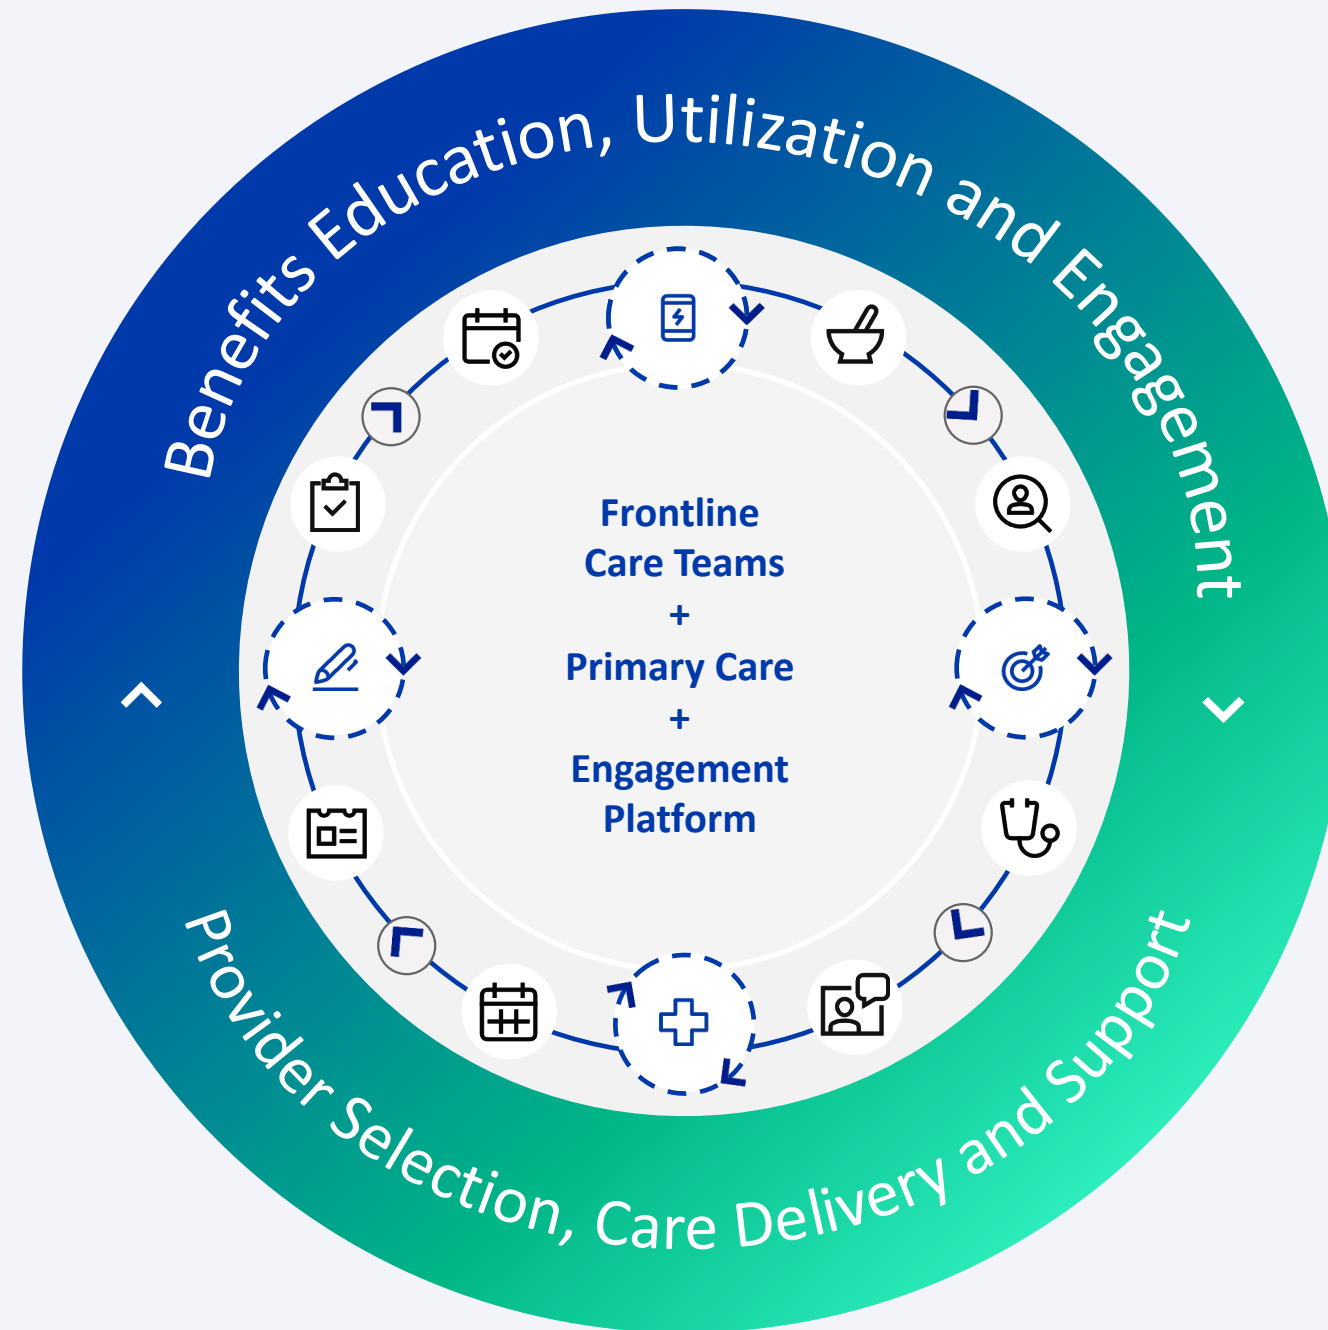 Benefits Education, Utilization and Engagement
Frontline
Care Teams
+
Primary Care
+
Engagement
Platform
Provider Selection, Care Delivery and Support